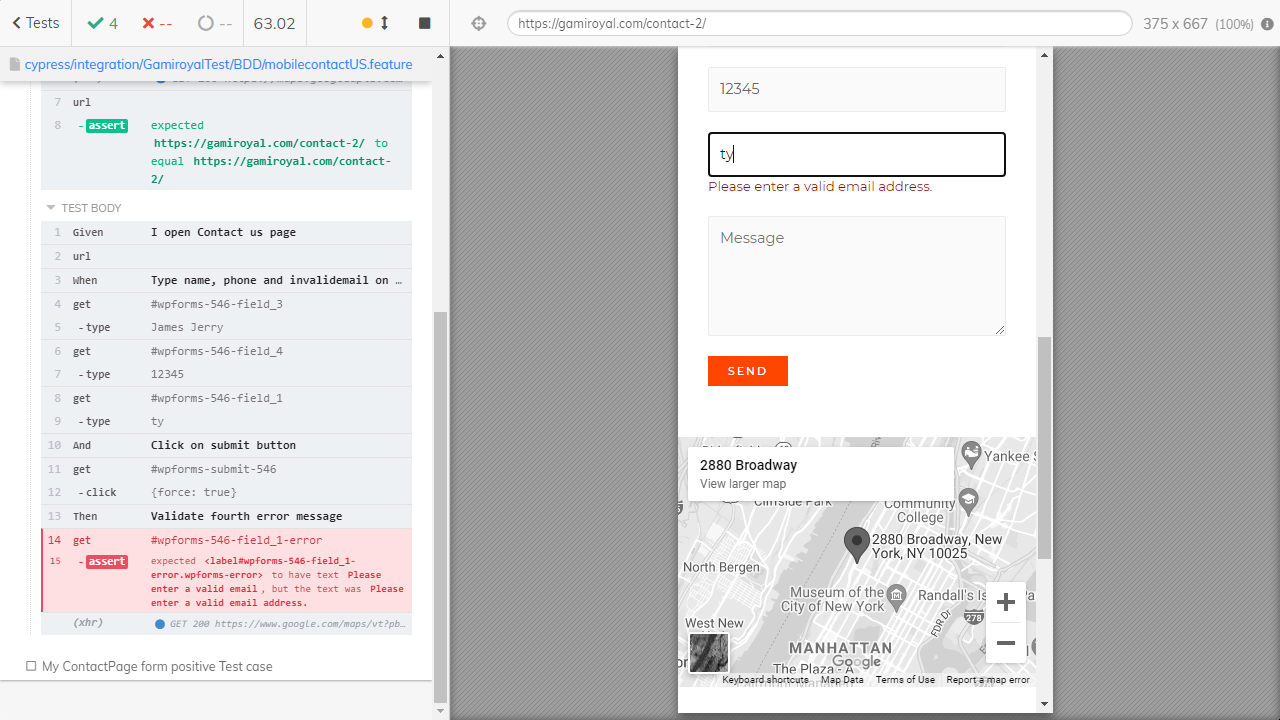 Tests
4
--
--
63.02
https://gamiroyal.com/contact-2/
375 x 667 (100%)
cypress/integration/GamiroyalTest/BDD/mobilecontactUS.feature
7 url
8 - assert expected
https://gamiroyal.com/contact-2/ to
equal https://gamiroyal.com/contact-
2/
TEST BODY
1 Given I open Contact us page
2 url
3 When Type name, phone and invalidemail on …
4 get #wpforms-546-field_3
5 - type James Jerry
6 get #wpforms-546-field_4
7 - type 12345
8 get #wpforms-546-field_1
9 - type ty
10 And Click on submit button
11 get #wpforms-submit-546
12 - click {force: true}
13 Then Validate fourth error message
14 get #wpforms-546-field_1-error
15 - assert expected <label#wpforms-546-field_1-
error.wpforms-error> to have text Please
enter a valid email , but the text was Please
enter a valid email address.
(xhr) GET 200 https://www.google.com/maps/vt?pb…
My ContactPage form positive Test case
12345
ty
Please enter a valid email address.
Message
SEND
2880 Broadway
View larger map
Yankee S
Cliffside Park
Community
College
2880 Broadway, New
York, NY 10025
North Bergen
Museum of the
City of New York
Randall's Is
FDR Dr
278
West New
MANHATTAN
The Plaza - A
Google
Keyboard shortcuts
Map Data
Terms of Use
Report a map error